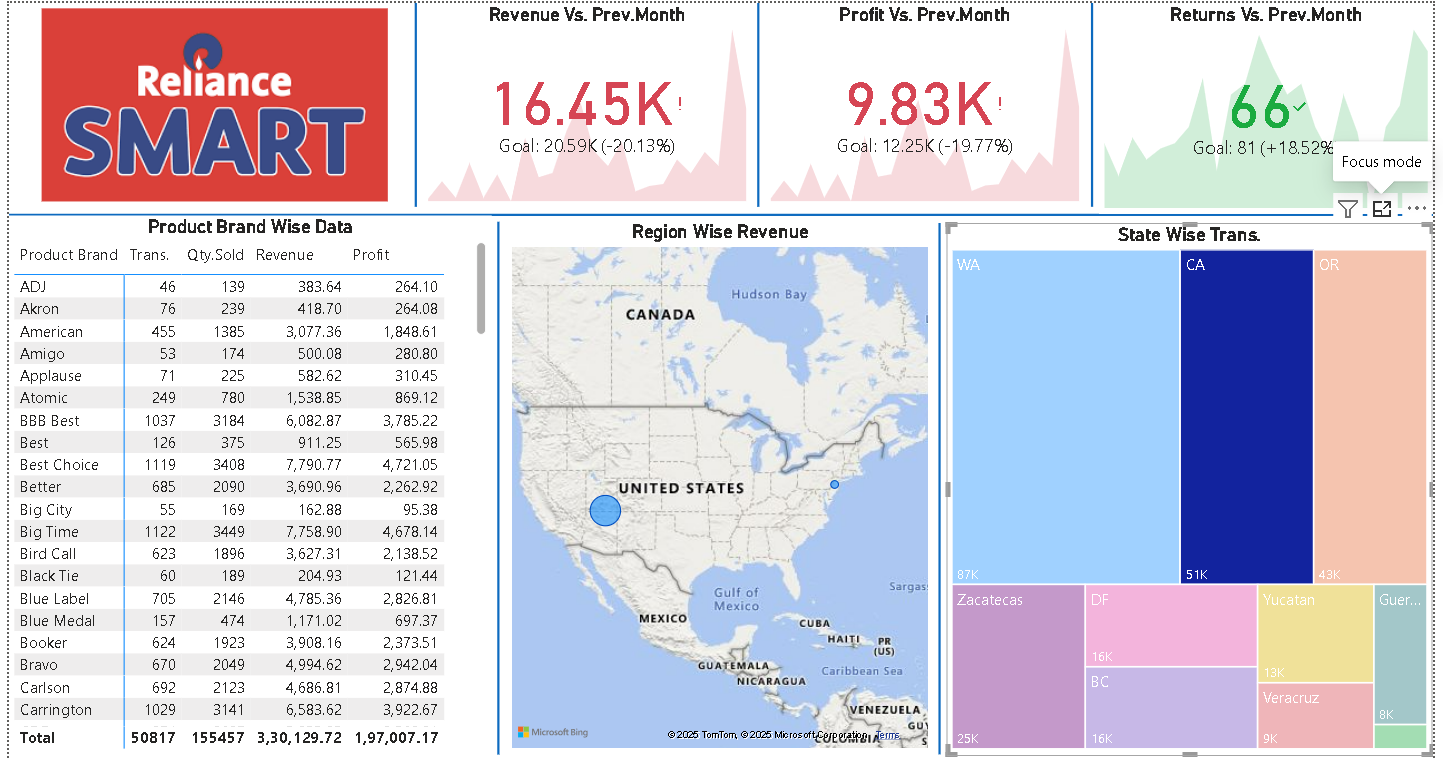 Reliance
SMART
Revenue Vs. Prev.Month
16.45K!
Goal: 20.59K (-20.13%)
Profit Vs. Prev.Month
9.83K!
Goal: 12.25K (-19.77%)
Returns Vs. Prev.Month
66
Goal: 81 (+18.52%
Focus mode
Product Brand Wise Data
Product Brand Trans. Qty.Sold Revenue Profit
ADJ 46 139 383.64 264.10
Akron 76 239 418.70 264.08
American 455 1385 3,077.36 1,848.61
Amigo 53 174 500.08 280.80
Applause 71 225 582.62 310.45
Atomic 249 780 1,538.85 869.12
BBB Best 1037 3184 6,082.87 3,785.22
Best 126 375 911.25 565.98
Best Choice 1119 3408 7,790.77 4,721.05
Better 685 2090 3,690.96 2,262.92
Big City 55 169 162.88 95.38
Big Time 1122 3449 7,758.90 4,678.14
Bird Call 623 1896 3,627.31 2,138.52
Black Tie 60 189 204.93 121.44
Blue Label 705 2146 4,785.36 2,826.81
Blue Medal 157 474 1,171.02 697.37
Booker 624 1923 3,908.16 2,373.51
Bravo 670 2049 4,994.62 2,942.04
Carlson 692 2123 4,686.81 2,874.88
Carrington 1029 3141 6,583.62 3,922.67
Total 50817 155457 3,30,129.72 1,97,007.17
Region Wise Revenue
Hudson Bay
CANADA
UNITED STATES
Gulf of
Mexico
Sargas
MEXICO
CUBA
HAITI
PR
(US)
GUATEMALA
Caribbean Sea
NICARAGUA
VENEZUELA
GUY
COLOMBIA
Microsoft Bing
© 2025 TomTom, © 2025 Microsoft Corporation Terms
State Wise Trans.
WA
87K
CA
51K
OR
43K
Zacatecas
25K
DF
16K
BC
16K
Yucatan
13K
Veracruz
9K
Guer...
8K